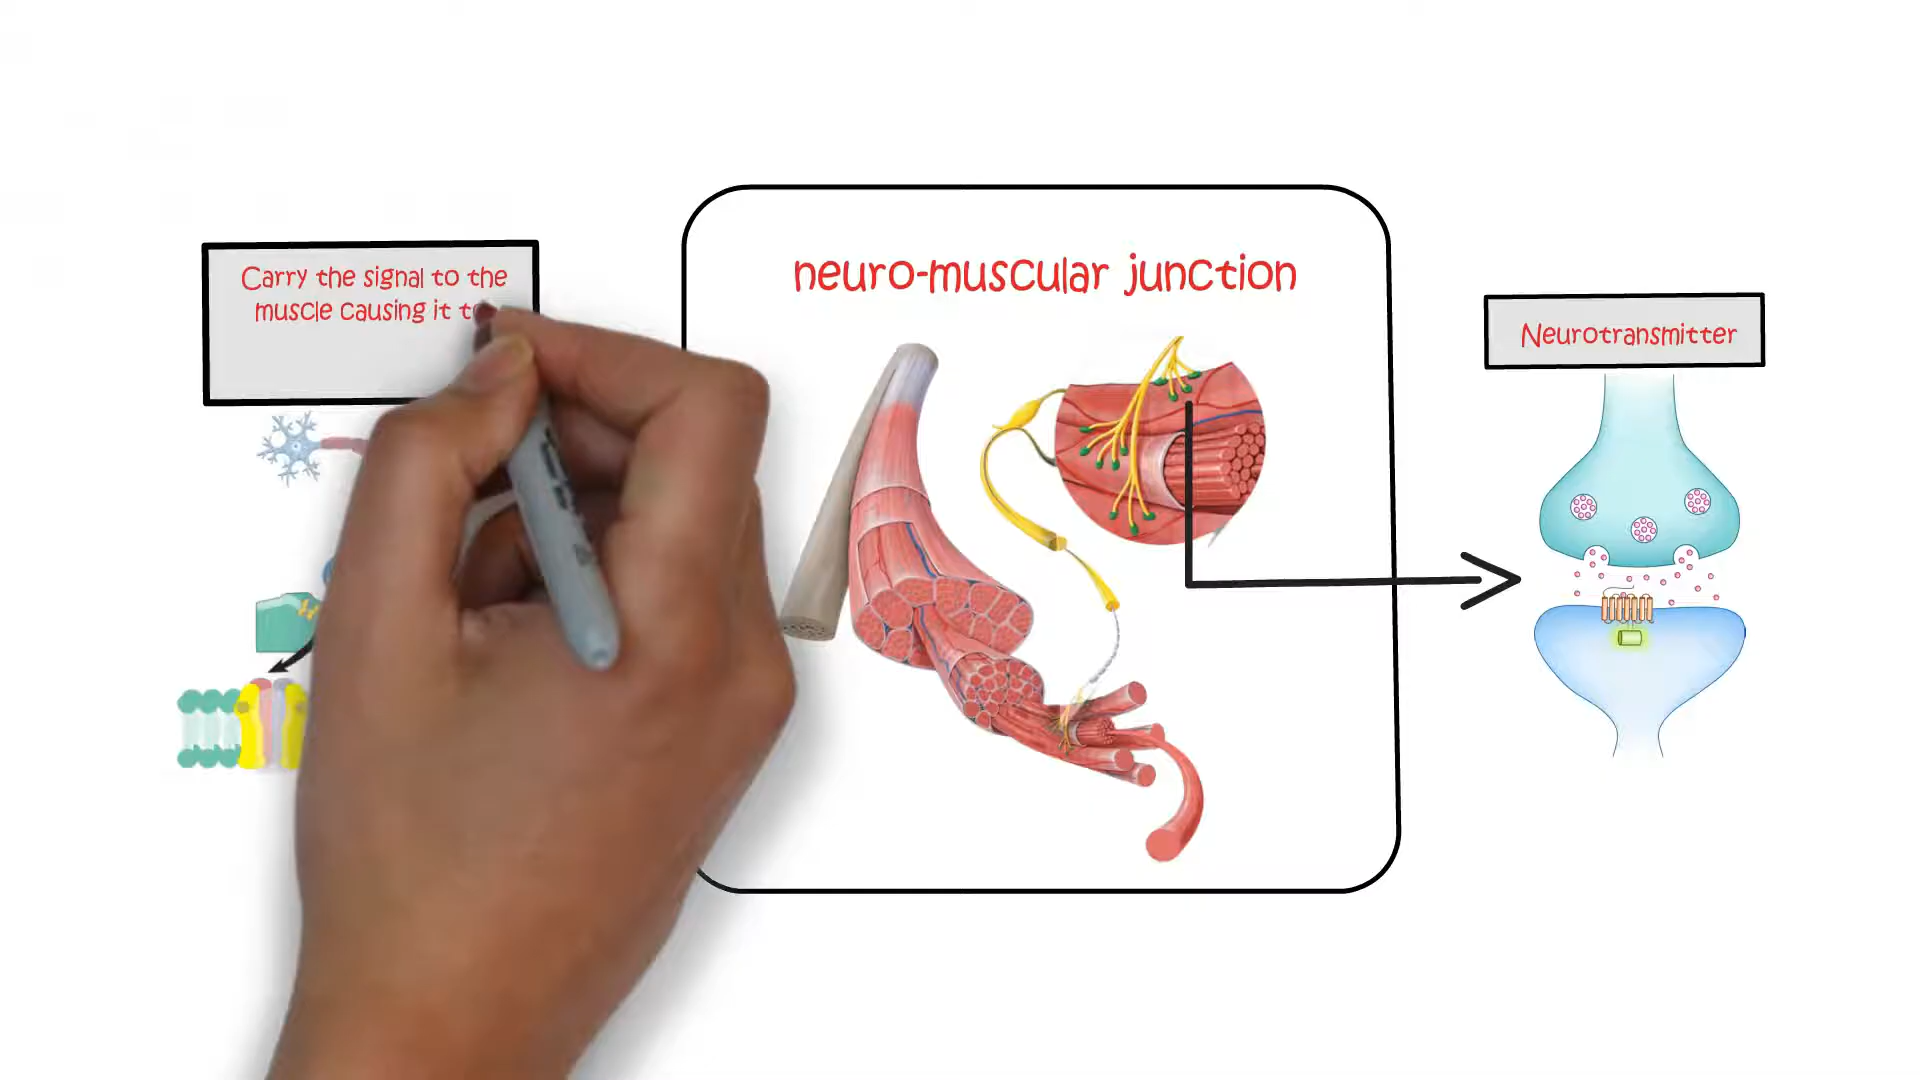 Carry the signal to the
muscle causing it
neuro-muscular junction
Neurotransmitter